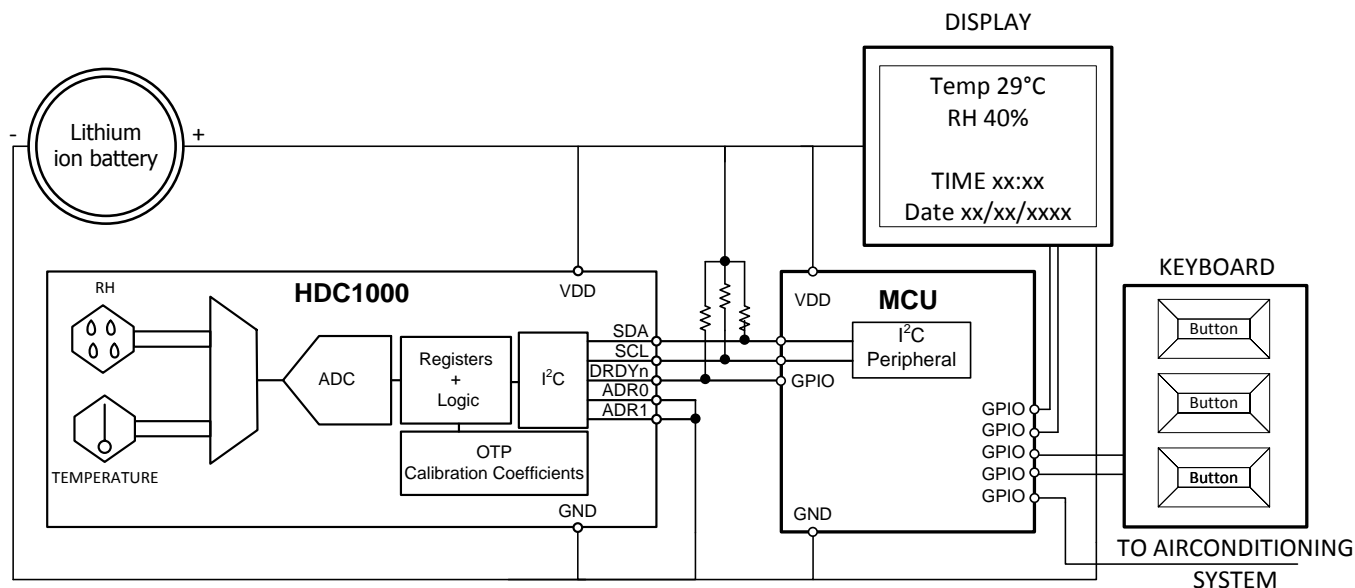 DISPLAY
Temp 29°C
RH 40%
TIME xx:xx
Date xx/xx/xxxx
-
Lithium
ion battery
+
HDC1000
RH
TEMPERATURE
ADC
Registers
+
Logic
OTP
Calibration Coefficients
I²C
VDD
SDA
SCL
DRDYn
ADR0
ADR1
GND
MCU
VDD
I²C
Peripheral
GPIO
GPIO
GPIO
GPIO
GPIO
GPIO
GND
KEYBOARD
Button
Button
Button
TO AIRCONDITIONING
SYSTEM